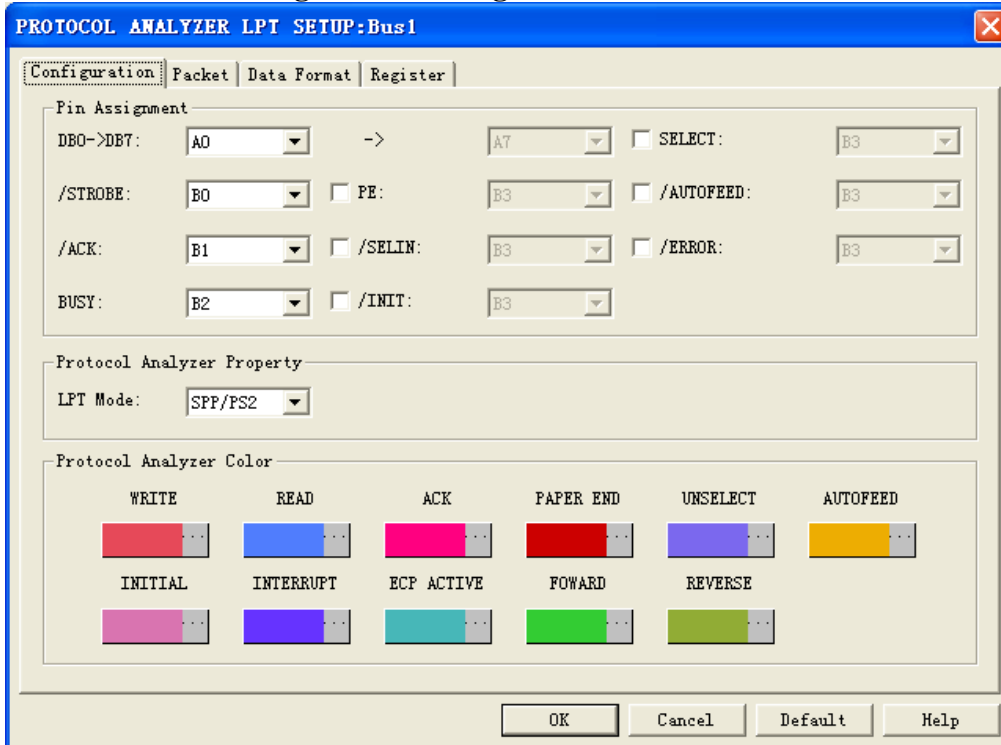 PROTOCOL ANALYZER LPT SETUP:Bus1
Configuration Packet Data Format Register
Pin Assignment
DB0->DB7: A0 -> A7 SELECT: B3
/STROBE: B0 PE: B3 /AUTOFEED: B3
/ACK: B1 /SELIN: B3 /ERROR: B3
BUSY: B2 /INIT: B3
Protocol Analyzer Property
LPT Mode: SPP/PS2
Protocol Analyzer Color
WRITE READ ACK PAPER END UNSELECT AUTOFEED
... ... ... ... ... ...
INITIAL INTERRUPT ECP ACTIVE FOWARD REVERSE
... ... ... ... ...
OK Cancel Default Help